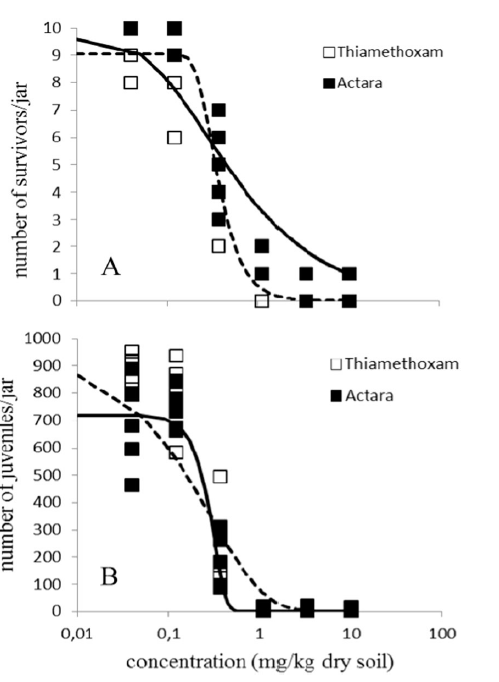 number of survivors/jar
10
9
8
7
6
5
4
3
2
1
0
Thiamethoxam
Actara
A
number of juveniles/jar
1000
900
800
700
600
500
400
300
200
100
0
Thiamethoxam
Actara
B
0,01 0,1 1 10 100
concentration (mg/kg dry soil)